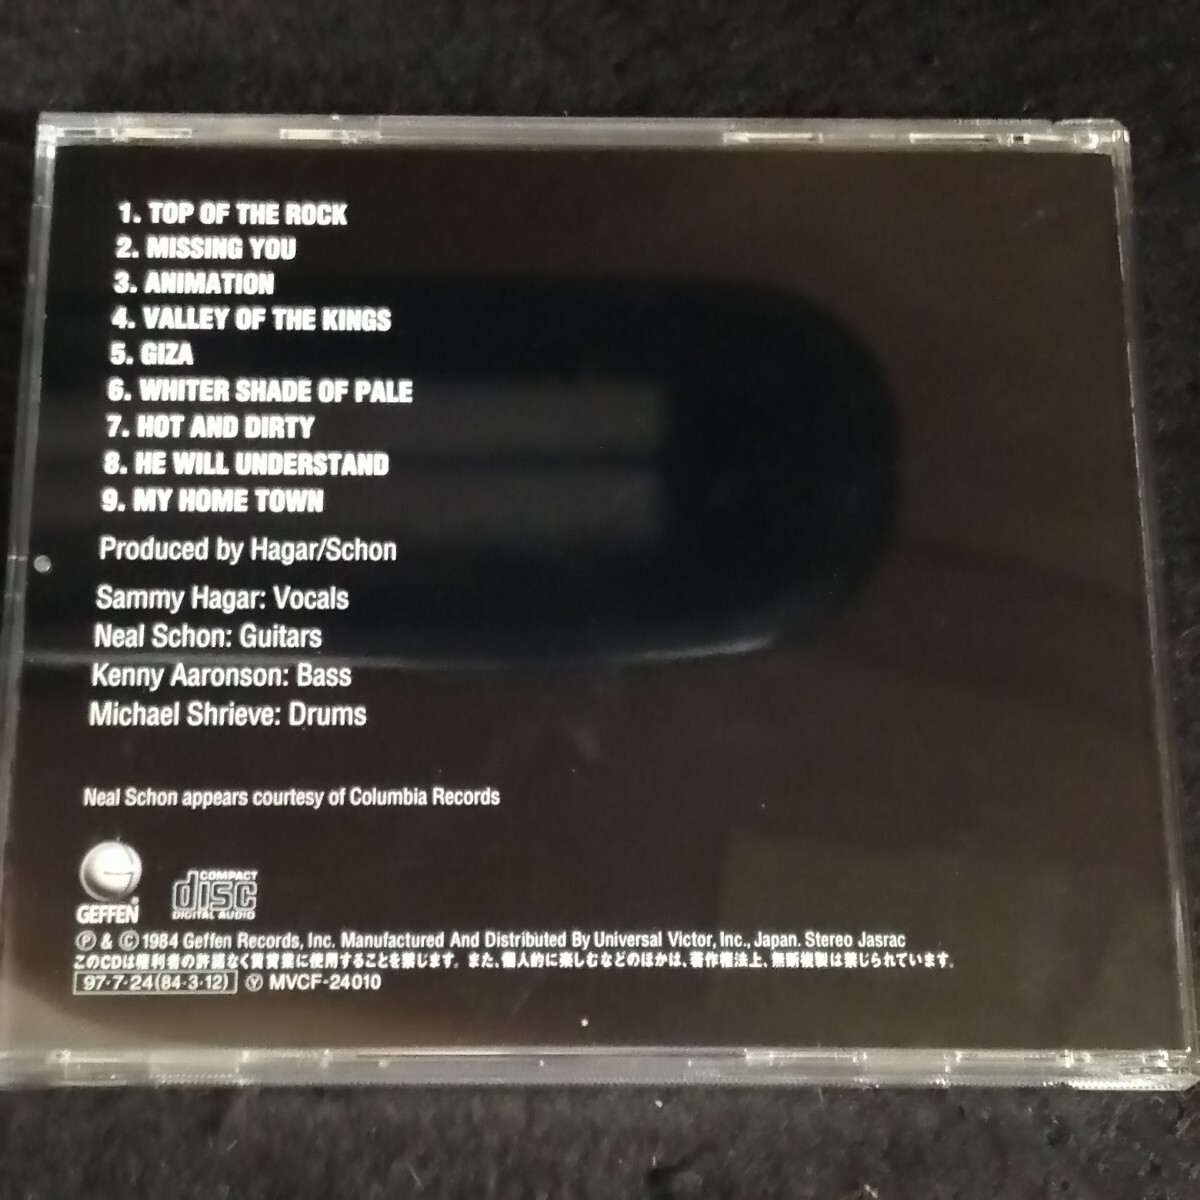 1. TOP OF THE ROCK
2. MISSING YOU
3. ANIMATION
4. VALLEY OF THE KINGS
5. GIZA
6. WHITER SHADE OF PALE
7. HOT AND DIRTY
8. HE WILL UNDERSTAND
9. MY HOME TOWN
Produced by Hagar/Schon
Sammy Hagar: Vocals
Neal Schon: Guitars
Kenny Aaronson: Bass
Michael Shrieve: Drums
Neal Schon appears courtesy of Columbia Records
GEFFEN®
COMPACT
disc
DIGITAL AUDIO
Ⓟ & Ⓒ 1984 Geffen Records, Inc. Manufactured And Distributed By Universal Victor, Inc., Japan. Stereo Jasrac
このCDは権利者の許諾なく賃貸業に使用することを禁じます。また、個人的に楽しむなどのほかは、著作権法上、無断複製は禁じられています。
97·7·24(84·3·12) Ⓨ MVCF-24010